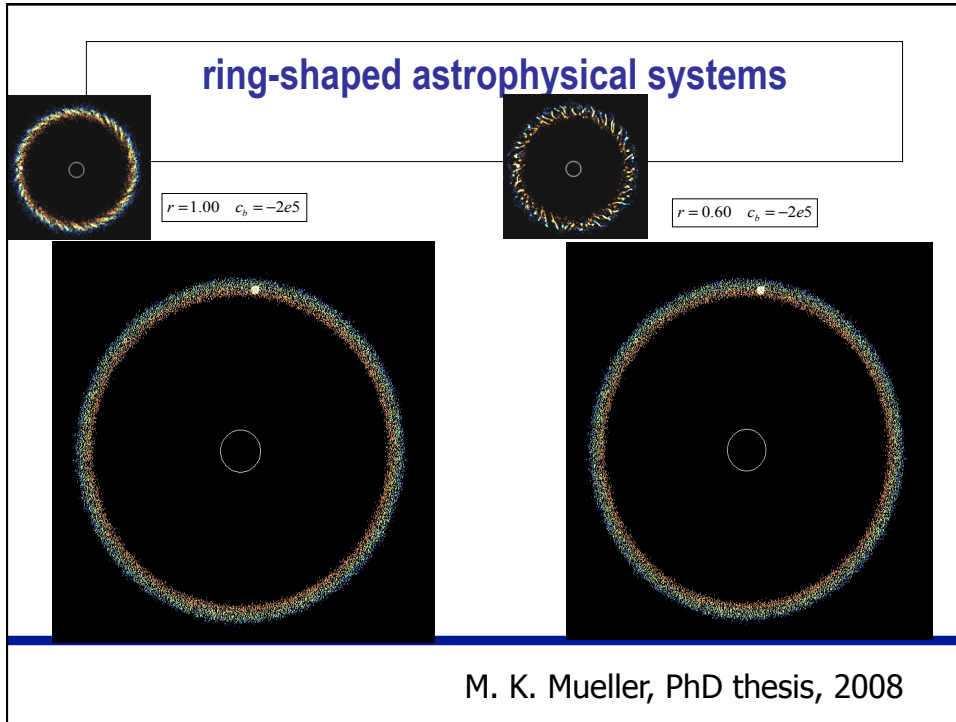 ring-shaped astrophysical systems
r = 1.00 c_b = −2e5
r = 0.60 c_b = −2e5
M. K. Mueller, PhD thesis, 2008